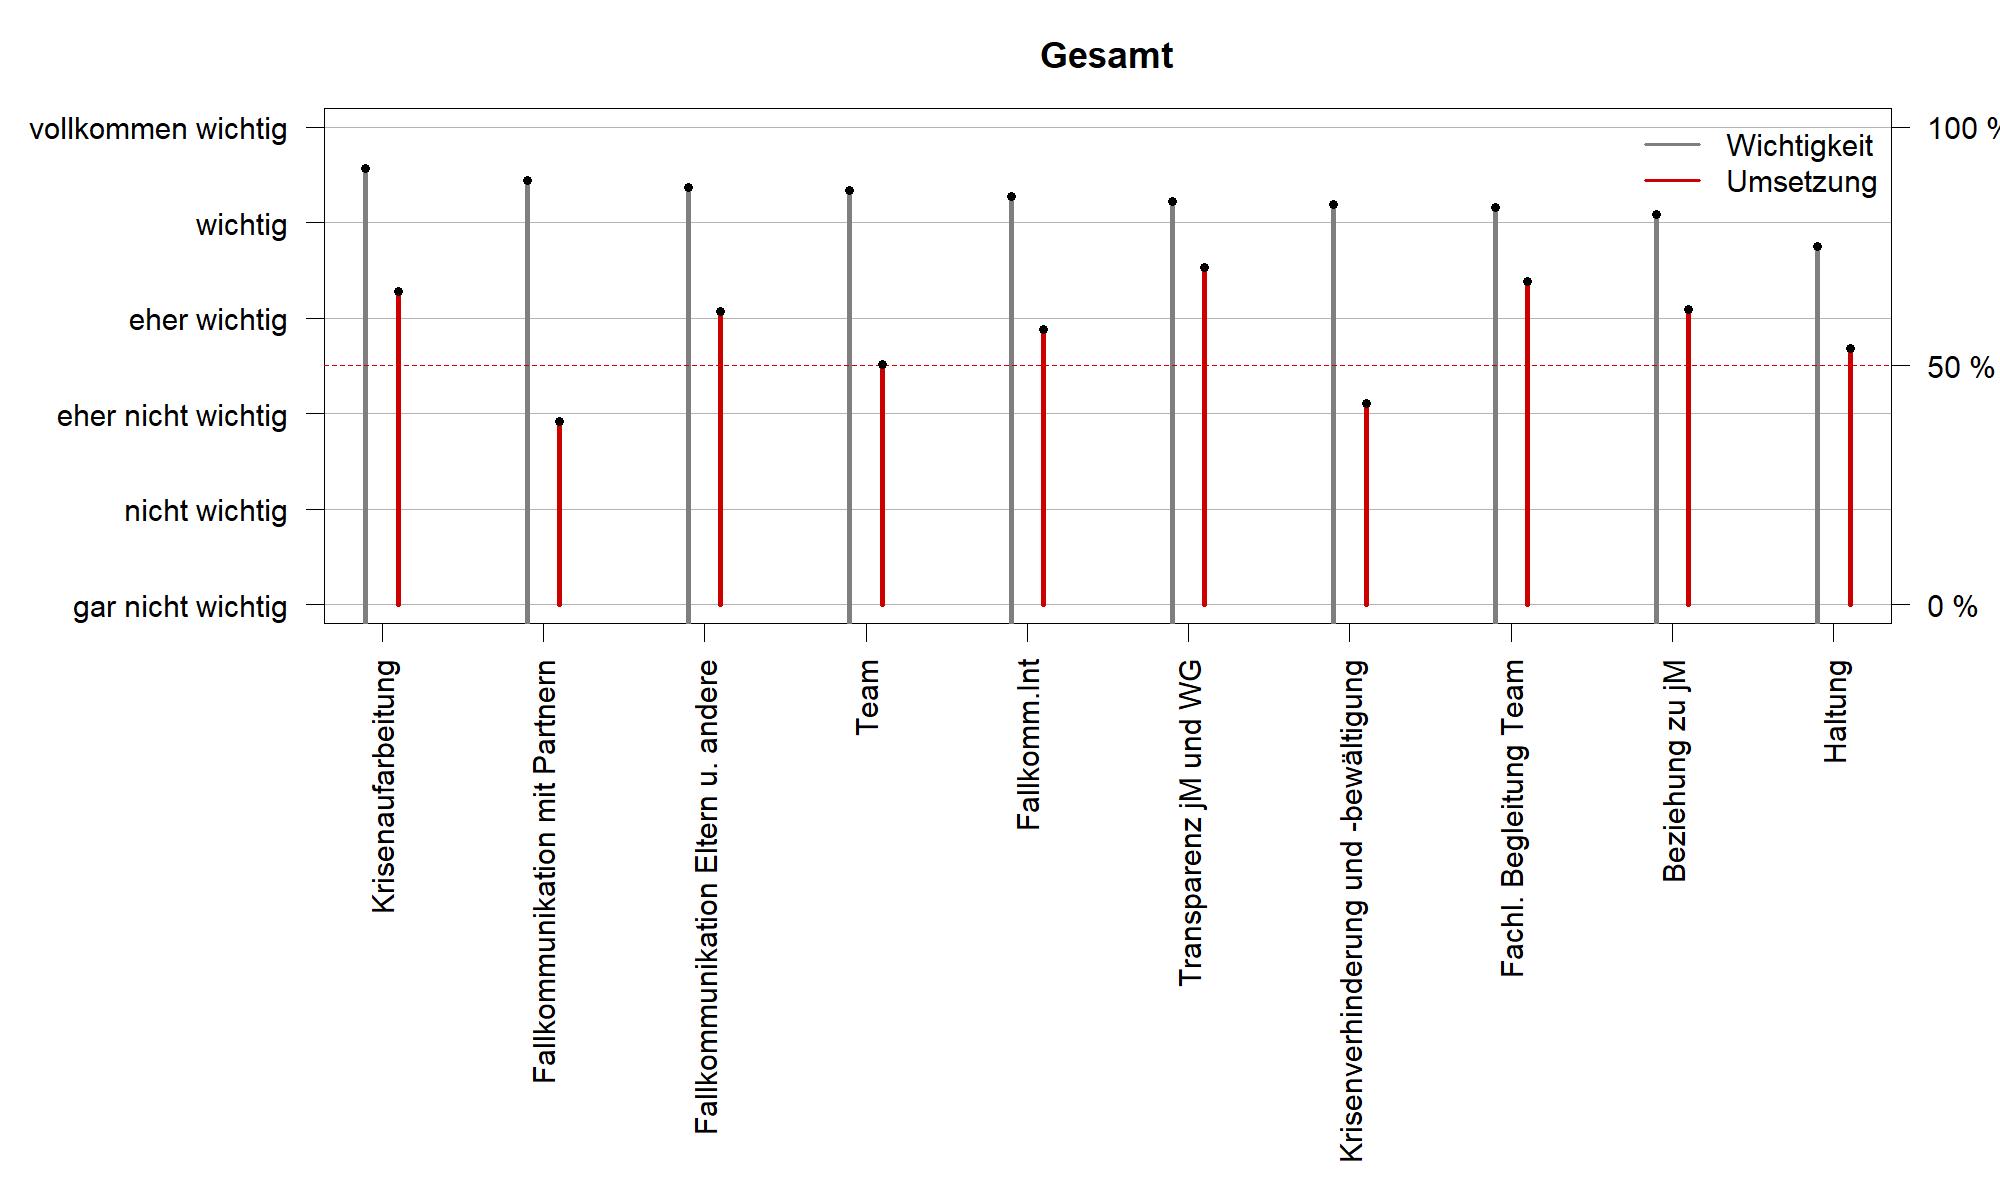 Gesamt
vollkommen wichtig
wichtig
eher wichtig
eher nicht wichtig
nicht wichtig
gar nicht wichtig
Wichtigkeit
Umsetzung
100 %
50 %
0 %
Krisenaufarbeitung
Fallkommunikation mit Partnern
Fallkommunikation Eltern u. andere
Team
Fallkomm.Int
Transparenz jM und WG
Krisenverhinderung und -bewältigung
Fachl. Begleitung Team
Beziehung zu jM
Haltung